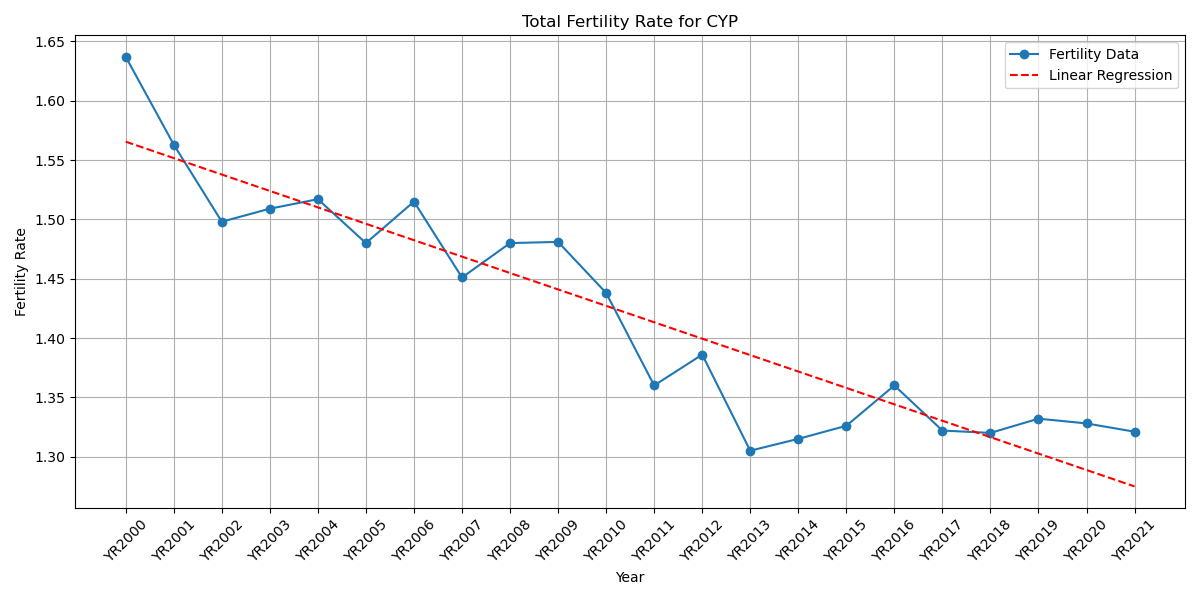 Total Fertility Rate for CYP
Fertility Data
Linear Regression
Fertility Rate
1.65
1.60
1.55
1.50
1.45
1.40
1.35
1.30
YR2000
YR2001
YR2002
YR2003
YR2004
YR2005
YR2006
YR2007
YR2008
YR2009
YR2010
YR2011
YR2012
YR2013
YR2014
YR2015
YR2016
YR2017
YR2018
YR2019
YR2020
YR2021
Year